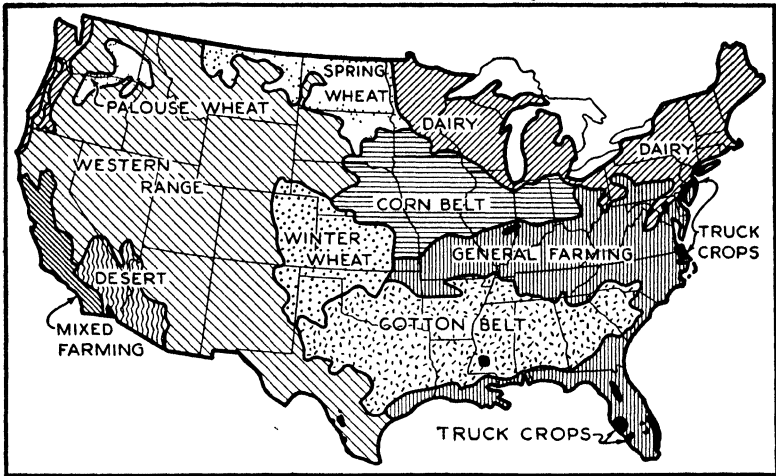 SPRING
WHEAT
PALOUSE WHEAT
DAIRY
DAIRY
WESTERN
RANGE
CORN BELT
TRUCK
CROPS
WINTER
WHEAT
GENERAL FARMING
DESERT
MIXED
FARMING
COTTON BELT
TRUCK CROPS